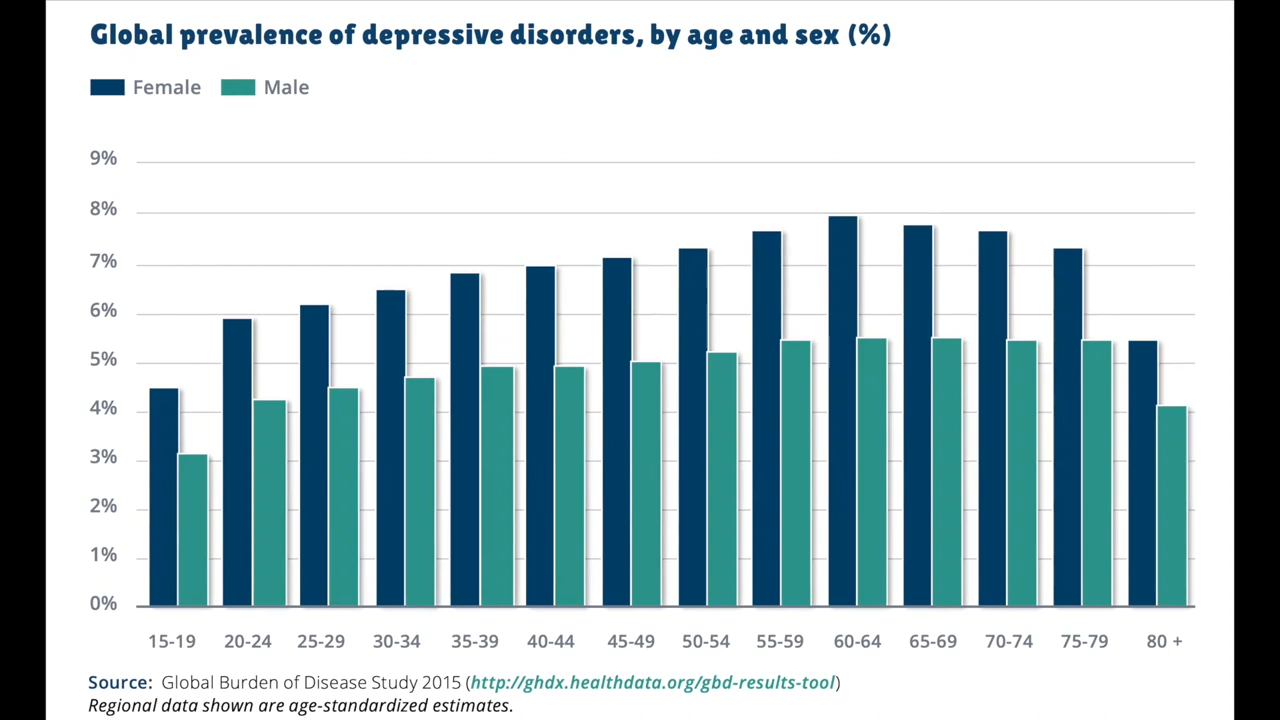 Global prevalence of depressive disorders, by age and sex (%)
Female Male
9%
8%
7%
6%
5%
4%
3%
2%
1%
0%
15-19 20-24 25-29 30-34 35-39 40-44 45-49 50-54 55-59 60-64 65-69 70-74 75-79 80 +
Source: Global Burden of Disease Study 2015 (http://ghdx.healthdata.org/gbd-results-tool)
Regional data shown are age-standardized estimates.